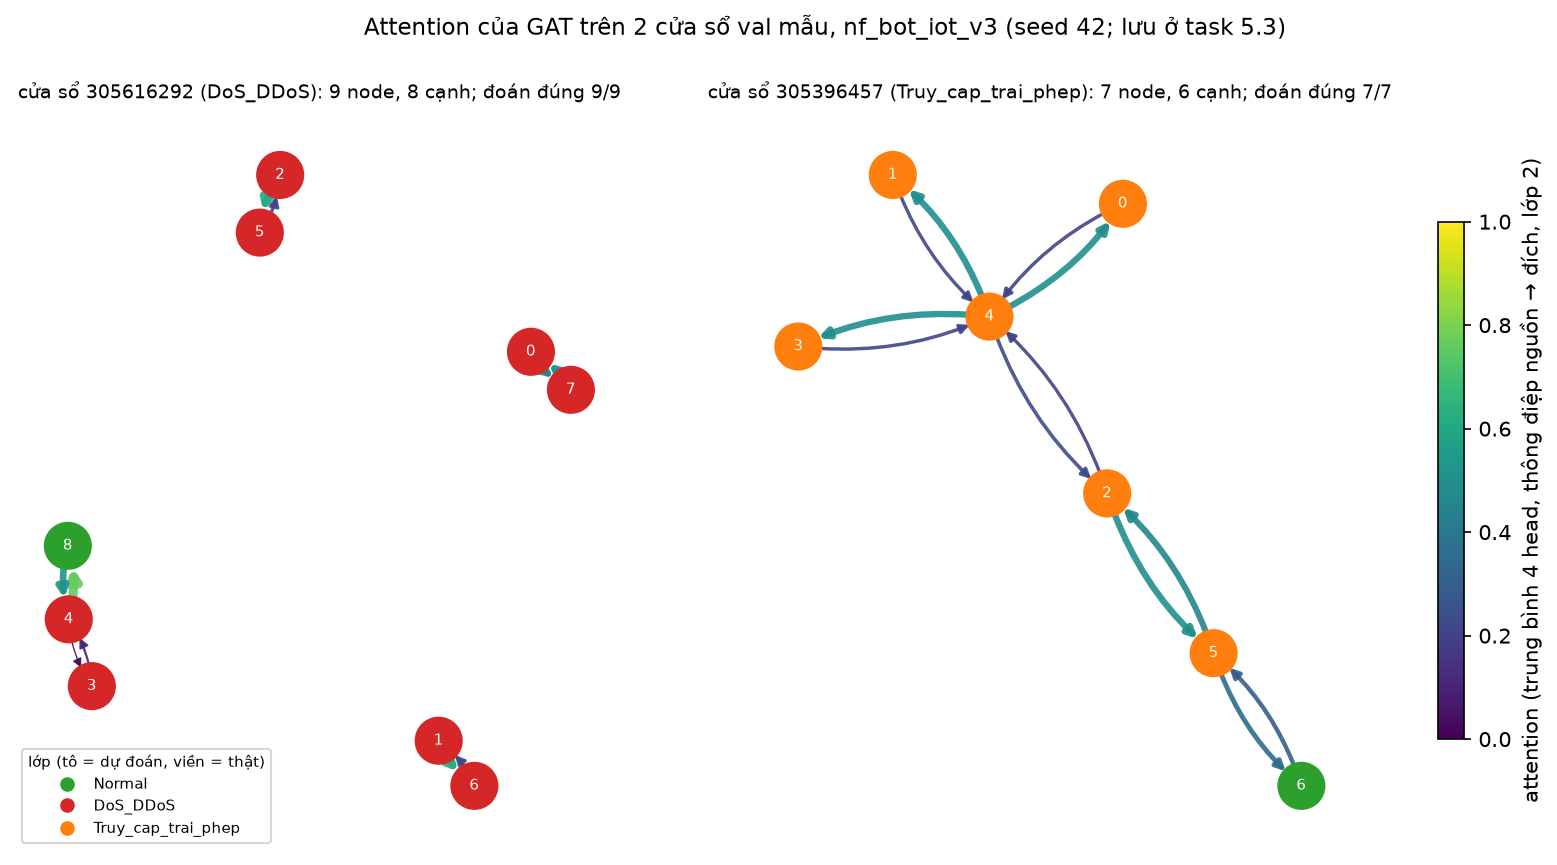 Attention của GAT trên 2 cửa sổ val mẫu, nf_bot_iot_v3 (seed 42; lưu ở task 5.3)
cửa sổ 305616292 (DoS_DDoS): 9 node, 8 cạnh; đoán đúng 9/9
2
5
0
7
8
4
3
1
6
lớp (tô = dự đoán, viền = thật)
Normal
DoS_DDoS
Truy_cap_trai_phep
cửa sổ 305396457 (Truy_cap_trai_phep): 7 node, 6 cạnh; đoán đúng 7/7
1
0
4
3
2
5
6
1.0
0.8
0.6
0.4
0.2
0.0
attention (trung bình 4 head, thông điệp nguồn → đích, lớp 2)